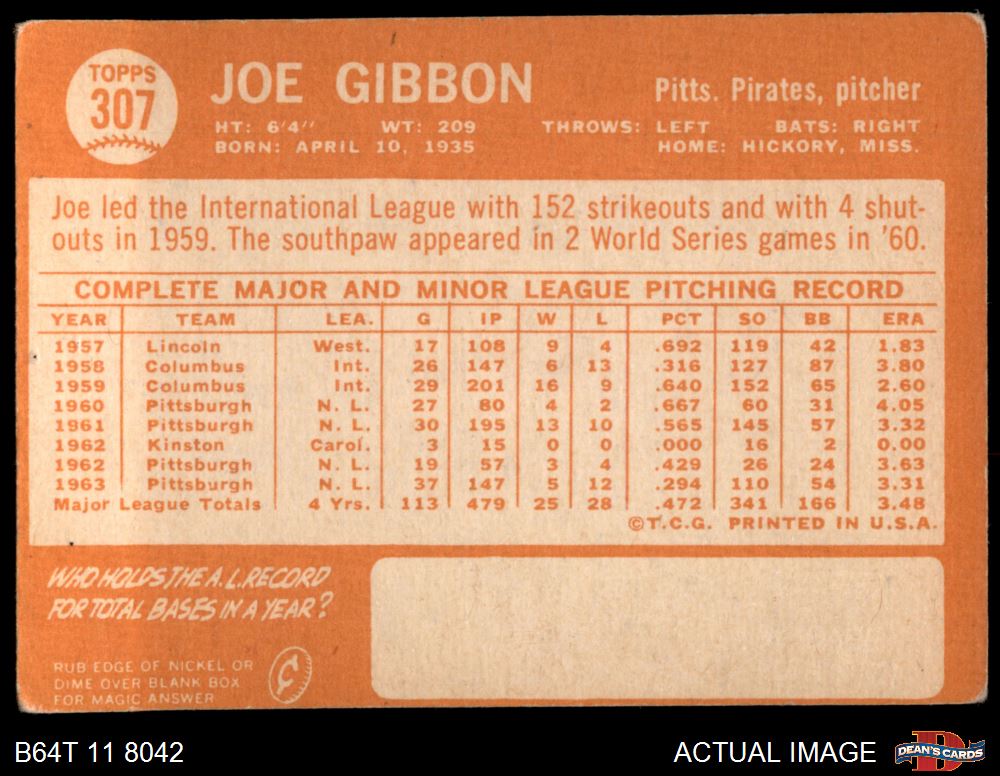 TOPPS
307
JOE GIBBON
Pitts. Pirates, pitcher
HT: 6'4" WT: 209 THROWS: LEFT BATS: RIGHT
BORN: APRIL 10, 1935 HOME: HICKORY, MISS.
Joe led the International League with 152 strikeouts and with 4 shut-
outs in 1959. The southpaw appeared in 2 World Series games in '60.
COMPLETE MAJOR AND MINOR LEAGUE PITCHING RECORD
YEAR TEAM LEA. G IP W L PCT SO BB ERA
1957 Lincoln West. 17 108 9 4 .692 119 42 1.83
1958 Columbus Int. 26 147 6 13 .316 127 87 3.80
1959 Columbus Int. 29 201 16 9 .640 152 65 2.60
1960 Pittsburgh N. L. 27 80 4 2 .667 60 31 4.05
1961 Pittsburgh N. L. 30 195 13 10 .565 145 57 3.32
1962 Kinston Carol. 3 15 0 0 .000 16 2 0.00
1962 Pittsburgh N. L. 19 57 3 4 .429 26 24 3.63
1963 Pittsburgh N. L. 37 147 5 12 .294 110 54 3.31
Major League Totals 4 Yrs. 113 479 25 28 .472 341 166 3.48
©T.C.G. PRINTED IN U.S.A.
WHO HOLDS THE A.L. RECORD
FOR TOTAL BASES IN A YEAR?
RUB EDGE OF NICKEL OR
DIME OVER BLANK BOX
FOR MAGIC ANSWER
B64T 11 8042
ACTUAL IMAGE
DEAN'S CARDS